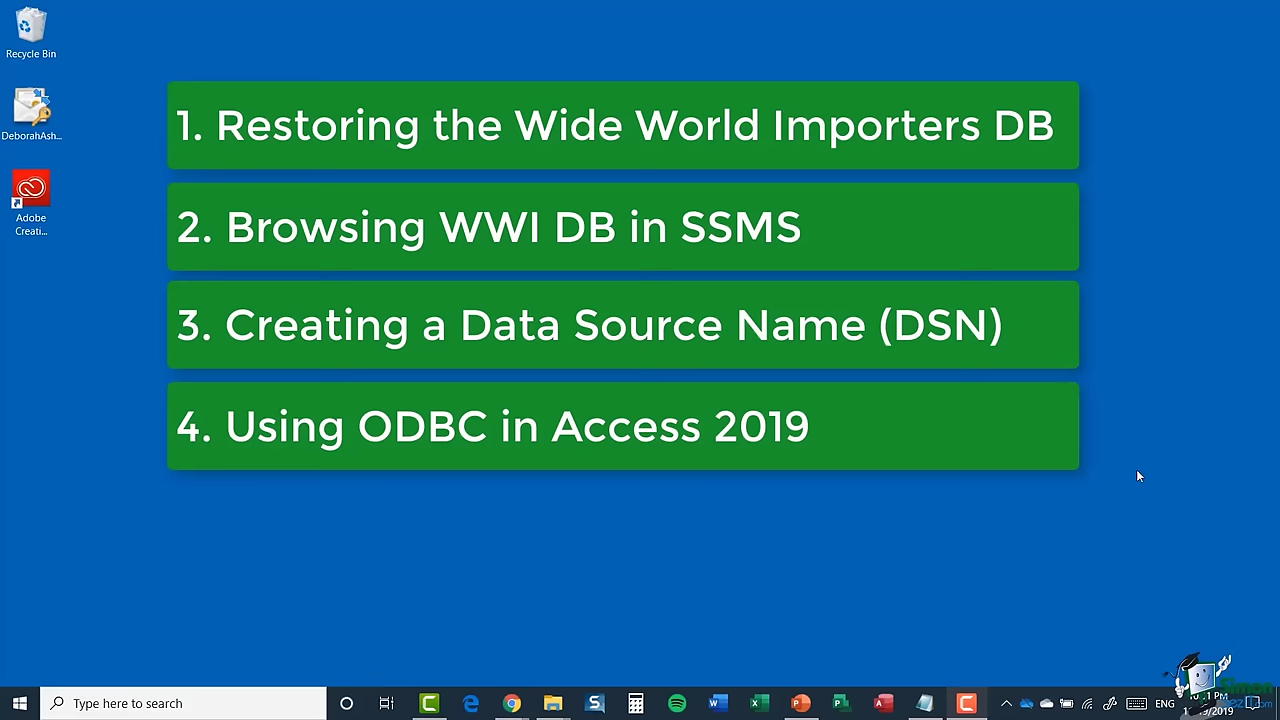 Recycle Bin
DeborahAsh...
Adobe
Creati...
1. Restoring the Wide World Importers DB
2. Browsing WWI DB in SSMS
3. Creating a Data Source Name (DSN)
4. Using ODBC in Access 2019
Type here to search
ENG